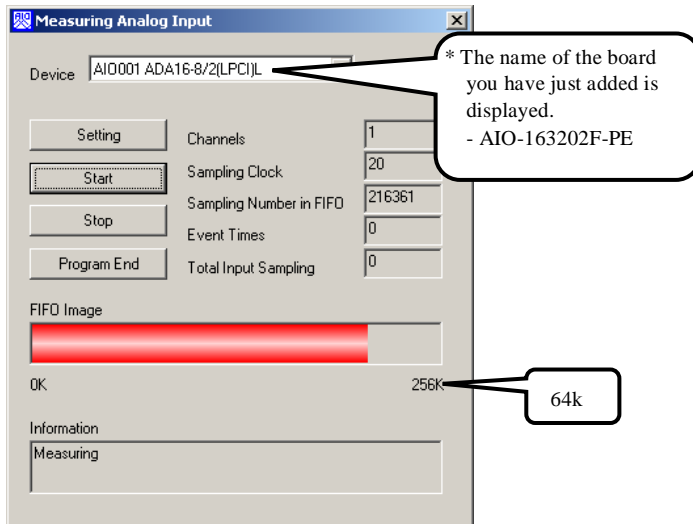 Measuring Analog Input
Device
AIO001 ADA16-8/2(LPCI)L
* The name of the board
you have just added is
displayed.
- AIO-163202F-PE
Setting
Start
Stop
Program End
Channels
1
Sampling Clock
20
Sampling Number in FIFO
216361
Event Times
0
Total Input Sampling
0
FIFO Image
0K
256K
64k
Information
Measuring